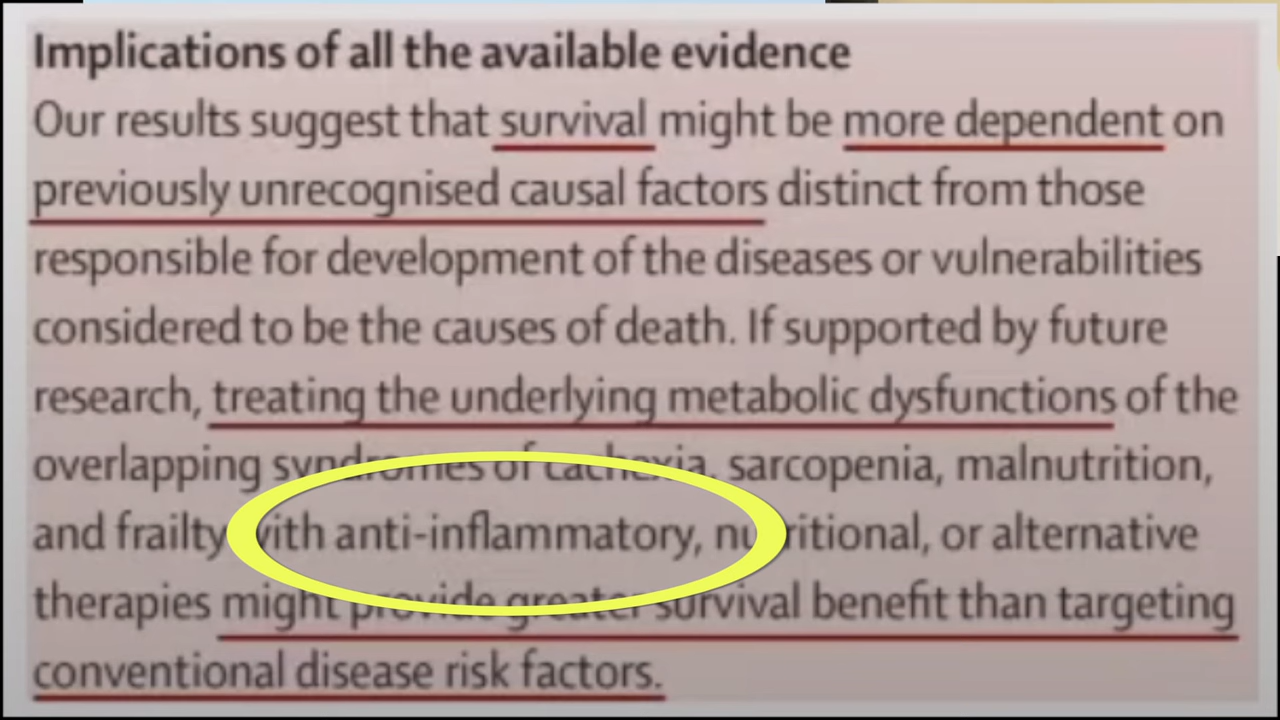 Implications of all the available evidence
Our results suggest that survival might be more dependent on
previously unrecognised causal factors distinct from those
responsible for development of the diseases or vulnerabilities
considered to be the causes of death. If supported by future
research, treating the underlying metabolic dysfunctions of the
overlapping syndromes of cachexia, sarcopenia, malnutrition,
and frailty with anti-inflammatory, nutritional, or alternative
therapies might provide greater survival benefit than targeting
conventional disease risk factors.